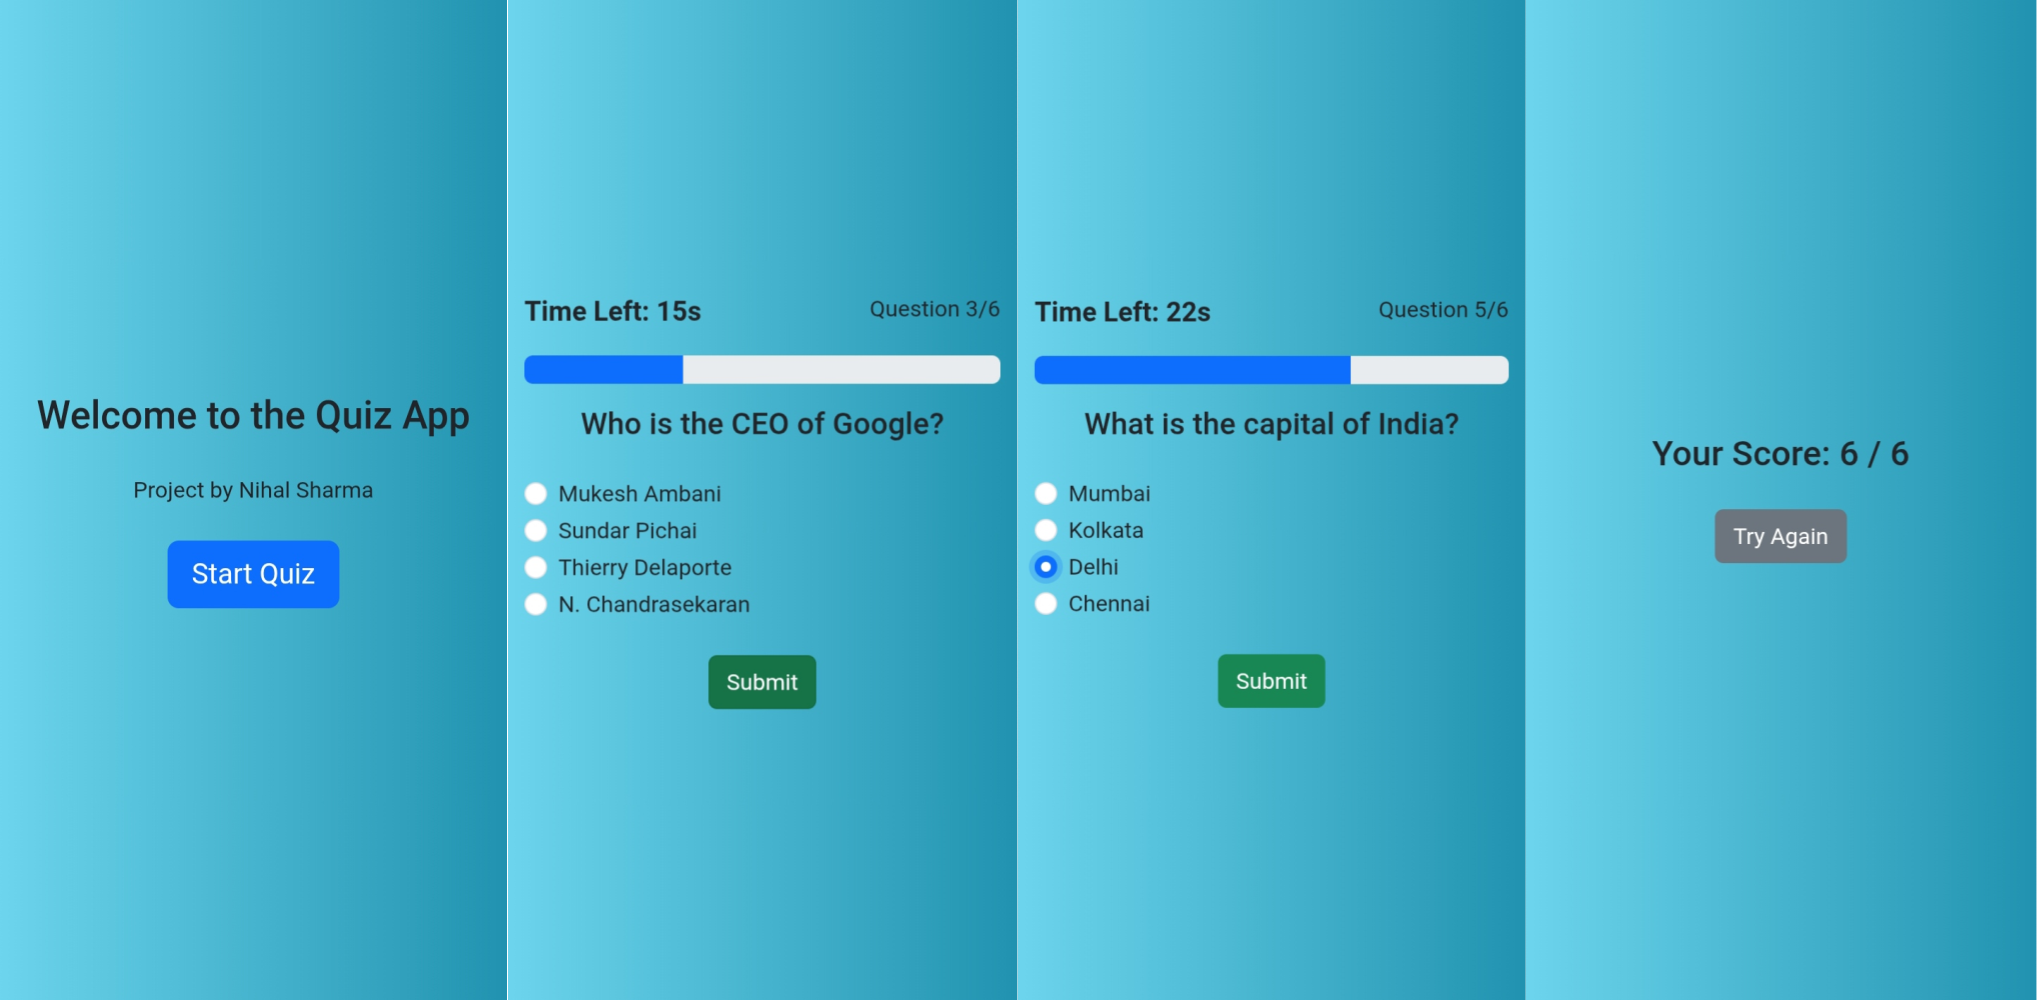 Welcome to the Quiz App
Project by Nihal Sharma
Start Quiz
Time Left: 15s
Question 3/6
Who is the CEO of Google?
Mukesh Ambani
Sundar Pichai
Thierry Delaporte
N. Chandrasekaran
Submit
Time Left: 22s
Question 5/6
What is the capital of India?
Mumbai
Kolkata
Delhi
Chennai
Submit
Your Score: 6 / 6
Try Again